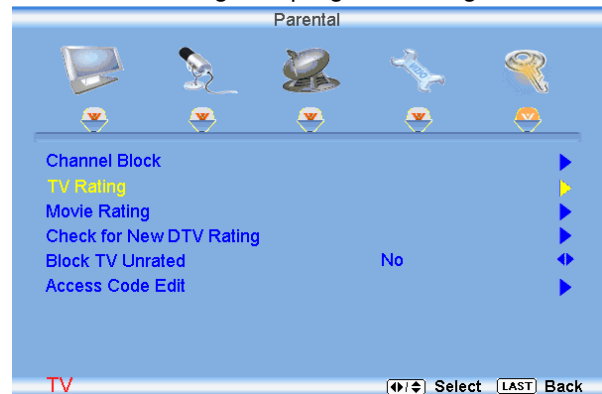 Parental
Channel Block
TV Rating
Movie Rating
Check for New DTV Rating
Block TV Unrated No
Access Code Edit
TV Select LAST Back